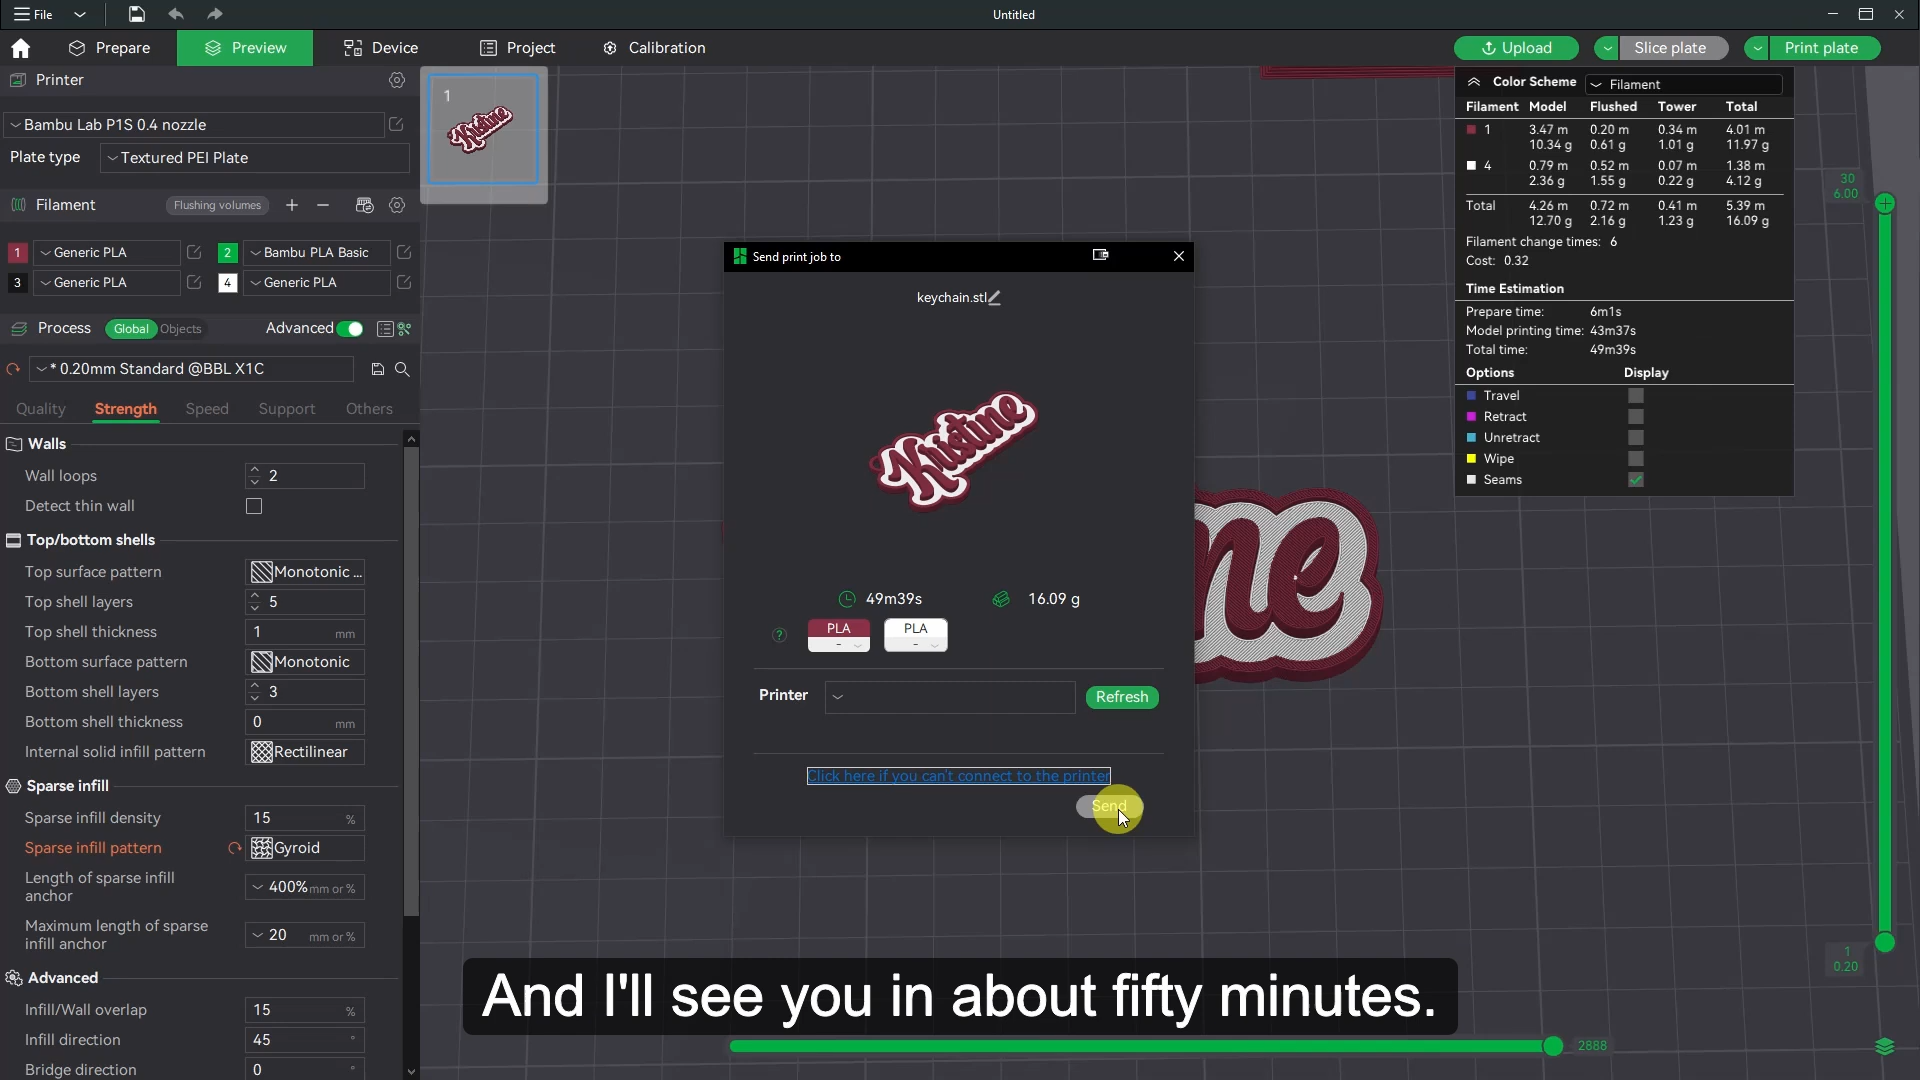 File
Untitled
Prepare
Preview
Device
Project
Calibration
Upload
Slice plate
Print plate
Printer
Bambu Lab P1S 0.4 nozzle
Plate type
Textured PEI Plate
Filament
Flushing volumes
1
Generic PLA
2
Bambu PLA Basic
3
Generic PLA
4
Generic PLA
Process
Global
Objects
Advanced
* 0.20mm Standard @BBL X1C
Quality
Strength
Speed
Support
Others
Walls
Wall loops
2
Detect thin wall
Top/bottom shells
Top surface pattern
Monotonic ...
Top shell layers
5
Top shell thickness
1
mm
Bottom surface pattern
Monotonic
Bottom shell layers
3
Bottom shell thickness
0
mm
Internal solid infill pattern
Rectilinear
Sparse infill
Sparse infill density
15
%
Sparse infill pattern
Gyroid
Length of sparse infill
anchor
400%
mm or %
Maximum length of sparse
infill anchor
20
mm or %
Advanced
Infill/Wall overlap
15
%
Infill direction
45
°
Bridge direction
0
°
1
Kristine
Send print job to
keychain.stl
Kristine
49m39s
16.09 g
?
PLA
-
PLA
-
Printer
Refresh
Click here if you can't connect to the printer
Send
ne
Color Scheme
Filament
Filament Model Flushed Tower Total
1 3.47 m 0.20 m 0.34 m 4.01 m
10.34 g 0.61 g 1.01 g 11.97 g
4 0.79 m 0.52 m 0.07 m 1.38 m
2.36 g 1.55 g 0.22 g 4.12 g
Total 4.26 m 0.72 m 0.41 m 5.39 m
12.70 g 2.16 g 1.23 g 16.09 g
Filament change times: 6
Cost: 0.32
Time Estimation
Prepare time: 6m1s
Model printing time: 43m37s
Total time: 49m39s
Options Display
Travel
Retract
Unretract
Wipe
Seams
30
6.00
1
0.20
2888
And I'll see you in about fifty minutes.